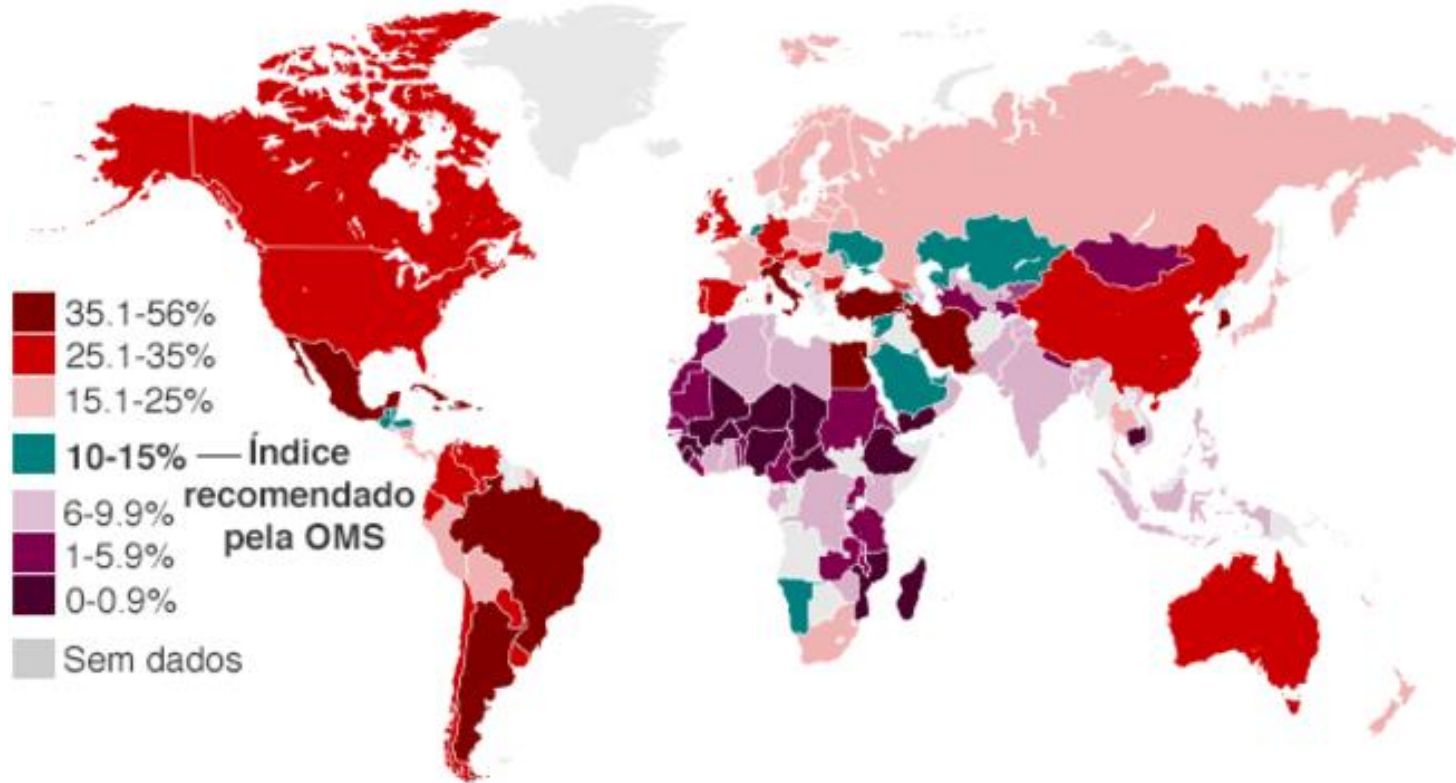 35.1-56%
25.1-35%
15.1-25%
10-15%
Índice
recomendado
pela OMS
6-9.9%
1-5.9%
0-0.9%
Sem dados